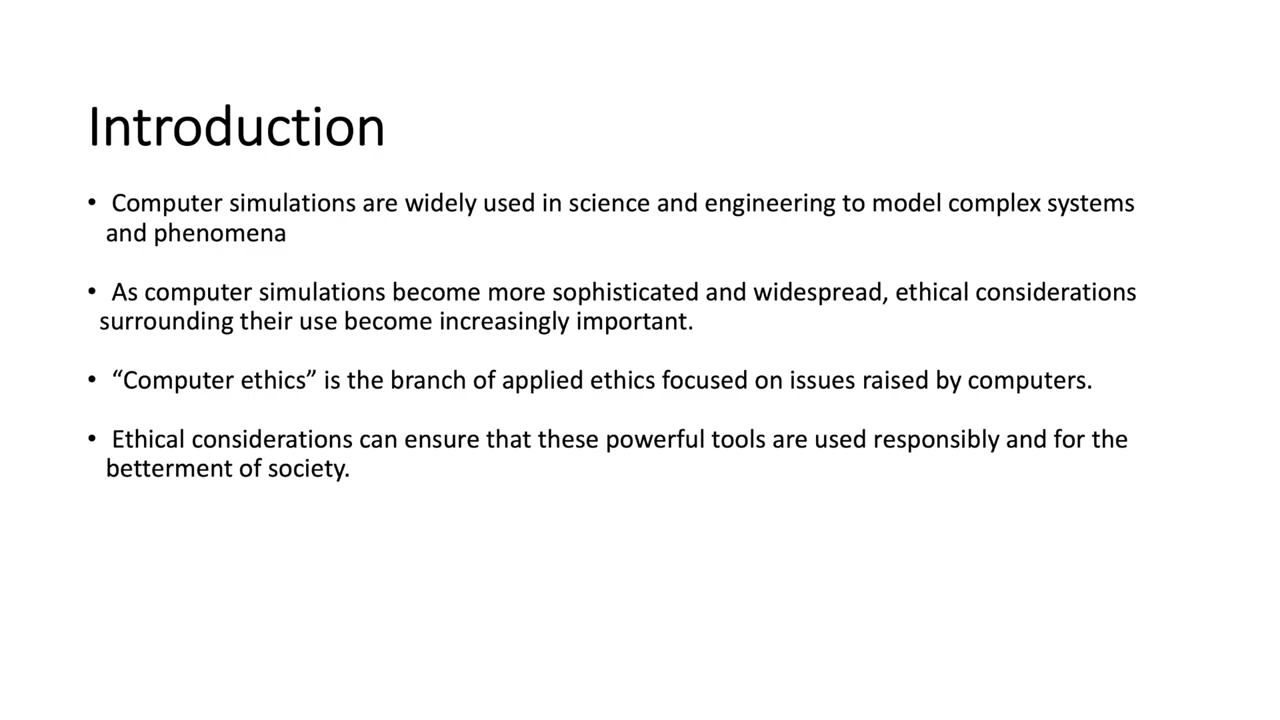 Introduction
• Computer simulations are widely used in science and engineering to model complex systems
and phenomena
• As computer simulations become more sophisticated and widespread, ethical considerations
surrounding their use become increasingly important.
• “Computer ethics” is the branch of applied ethics focused on issues raised by computers.
• Ethical considerations can ensure that these powerful tools are used responsibly and for the
betterment of society.